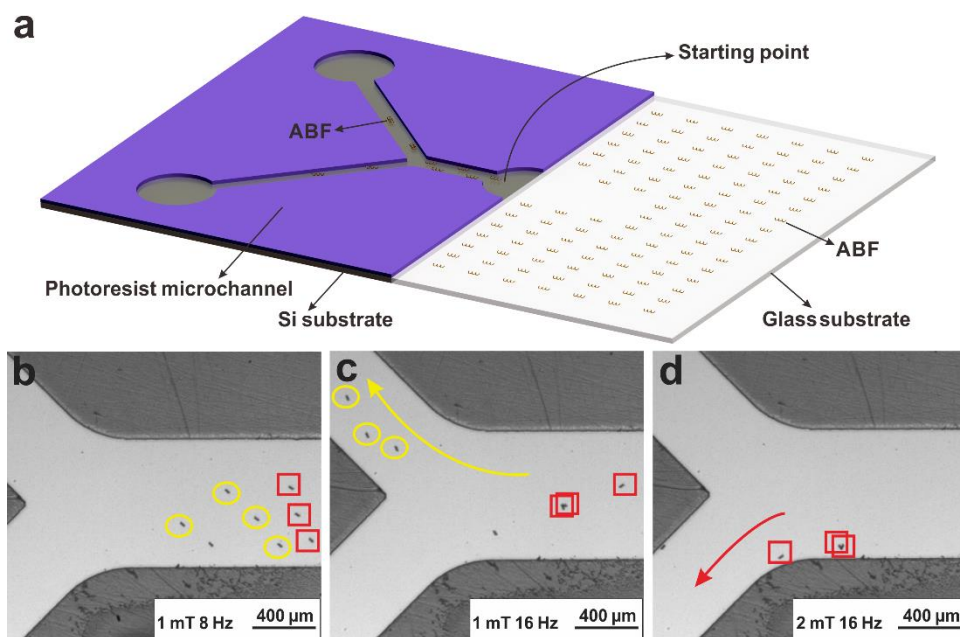 a
Starting point
ABF
ABF
Photoresist microchannel
Si substrate
Glass substrate
b
c
d
1 mT 8 Hz
400 µm
1 mT 16 Hz
400 µm
2 mT 16 Hz
400 µm